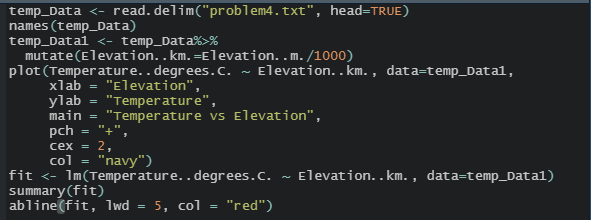 temp_Data <- read.delim("problem4.txt", head=TRUE)
names(temp_Data)
temp_Data1 <- temp_Data%>%
  mutate(Elevation..km.=Elevation..m./1000)
plot(Temperature..degrees.C. ~ Elevation..km., data=temp_Data1,
     xlab = "Elevation",
     ylab = "Temperature",
     main = "Temperature vs Elevation",
     pch = "+",
     cex = 2,
     col = "navy")
fit <- lm(Temperature..degrees.C. ~ Elevation..km., data=temp_Data1)
summary(fit)
abline(fit, lwd = 5, col = "red")